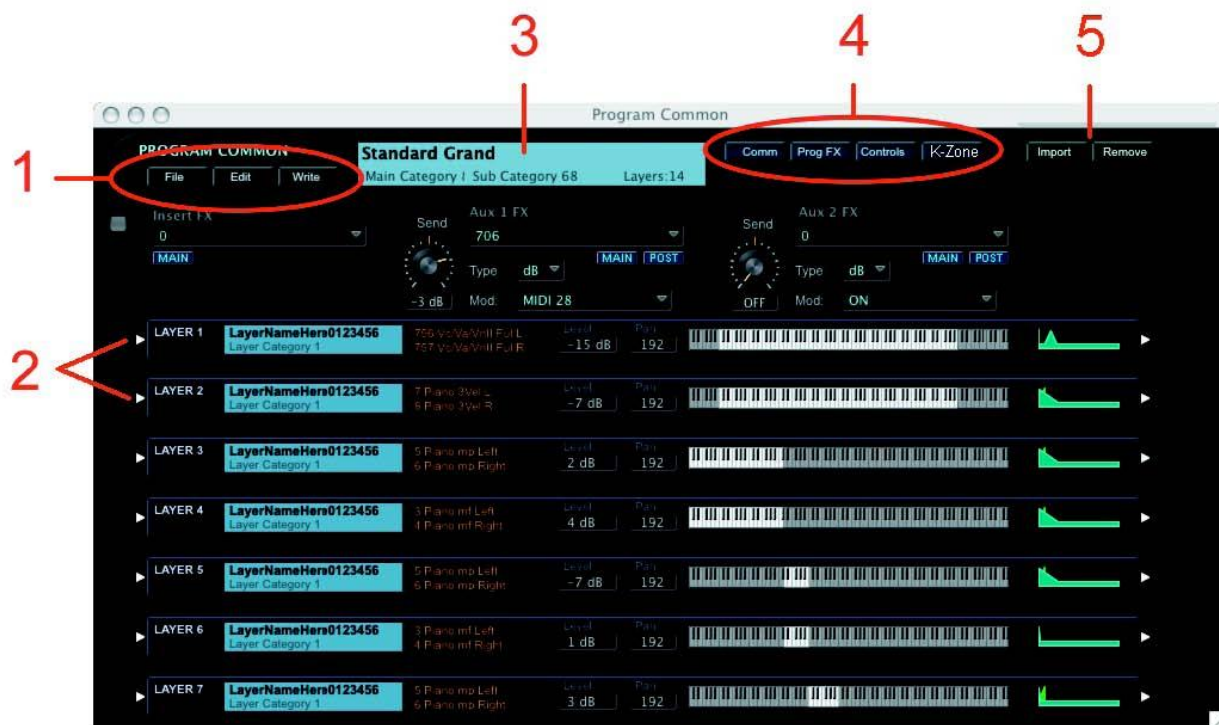 3
4
5
Program Common
1
PROGRAM COMMON
Standard Grand
Comm Prog FX Controls K-Zone
Import Remove
File Edit Write
Main Category Sub Category 68 Layers:14
Insert FX
0
MAIN
Send
Aux 1 FX
706
MAIN POST
Type dB
-3 dB
Mod: MIDI 28
Send
Aux 2 FX
0
MAIN POST
Type dB
OFF
Mod: ON
2
LAYER 1 LayerNameHere0123456 Level Pan
Layer Category 1 -15 dB 192
LAYER 2 LayerNameHere0123456 7 Piano 3Vel L Level Pan
Layer Category 1 Piano 3Vel R -7 dB 192
LAYER 3 LayerNameHere0123456 5 Piano mp Left Level Pan
Layer Category 1 6 Piano mp Right 2 dB 192
LAYER 4 LayerNameHere0123456 3 Piano mf Left Level Pan
Layer Category 1 4 Piano mf Right 4 dB 192
LAYER 5 LayerNameHere0123456 5 Piano mp Left Level Pan
Layer Category 1 6 Piano mp Right -7 dB 192
LAYER 6 LayerNameHere0123456 3 Piano mf Left Level Pan
Layer Category 1 4 Piano mf Right 1 dB 192
LAYER 7 LayerNameHere0123456 5 Piano mp Left Level Pan
Layer Category 1 6 Piano mp Right 3 dB 192